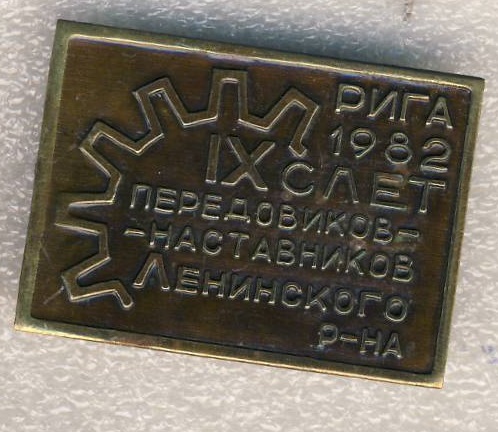 РИГА
1982
IX СЛЕТ
ПЕРЕДОВИКОВ-
-НАСТАВНИКОВ
ЛЕНИНСКОГО
Р-НА